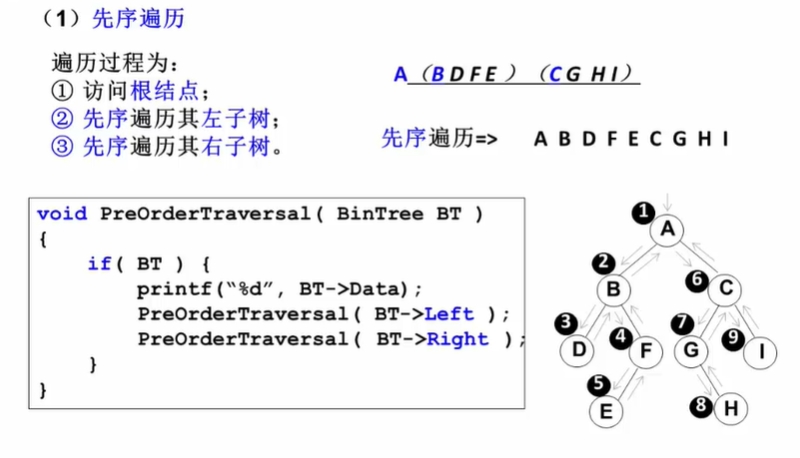 （1）先序遍历
遍历过程为：
① 访问根结点；
② 先序遍历其左子树；
③ 先序遍历其右子树。
A（B D F E ）（C G H I）
先序遍历=> A B D F E C G H I
void PreOrderTraversal( BinTree BT )
{
if( BT ) {
printf(“%d”, BT->Data);
PreOrderTraversal( BT->Left );
PreOrderTraversal( BT->Right );
}
}
1
A
2
B
6
C
3
D
4
F
7
G
9
I
5
E
8
H